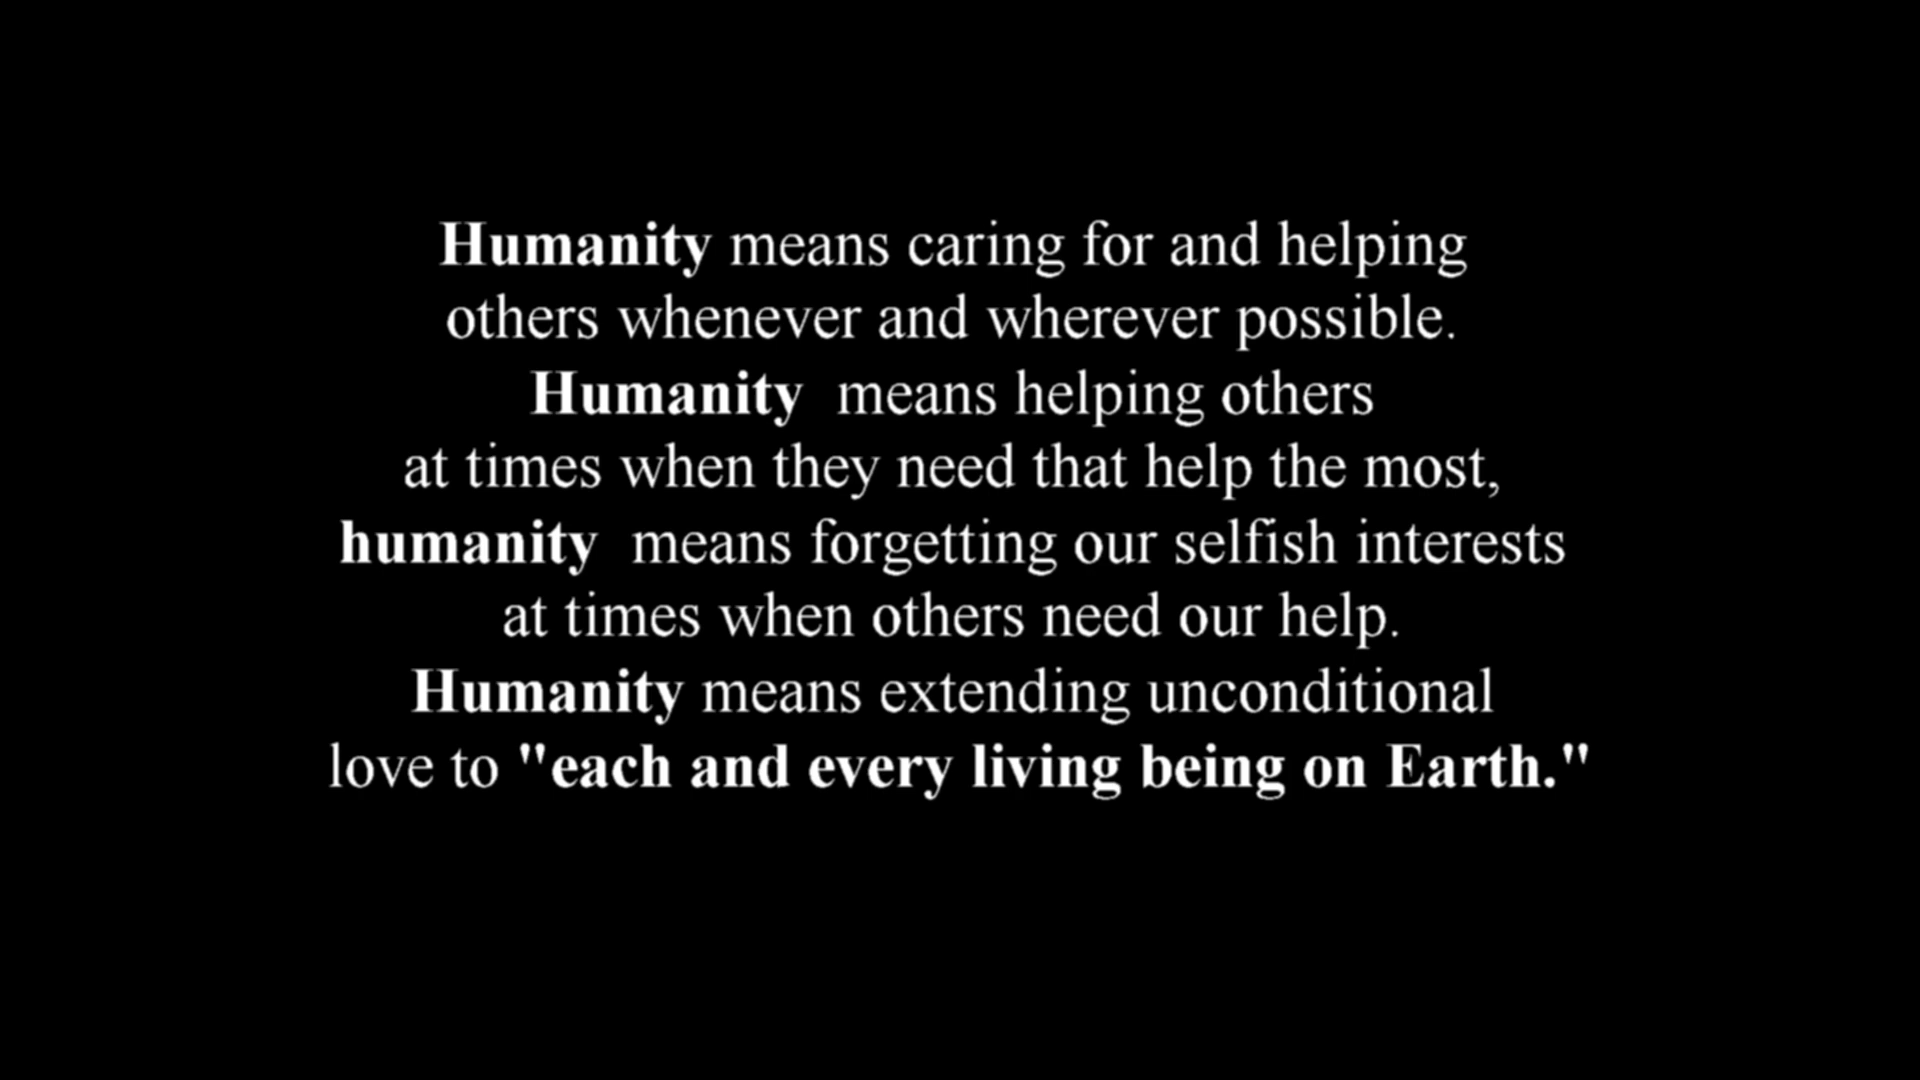 Humanity means caring for and helping
others whenever and wherever possible.
Humanity means helping others
at times when they need that help the most,
humanity means forgetting our selfish interests
at times when others need our help.
Humanity means extending unconditional
love to "each and every living being on Earth."